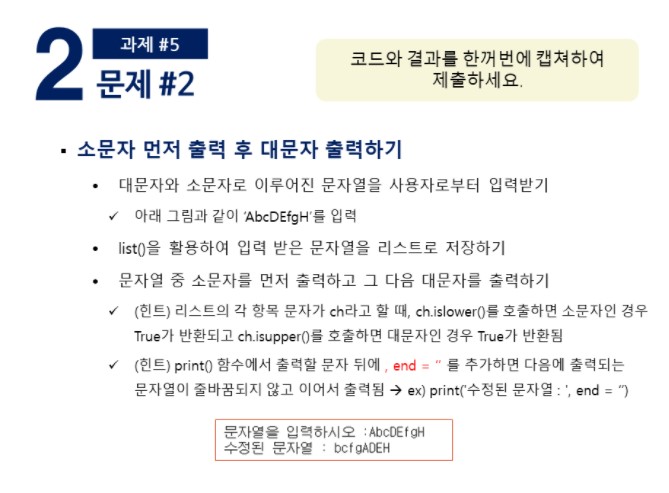 2
과제 #5
문제 #2
코드와 결과를 한꺼번에 캡쳐하여
제출하세요.
▪ 소문자 먼저 출력 후 대문자 출력하기
• 대문자와 소문자로 이루어진 문자열을 사용자로부터 입력받기
✓ 아래 그림과 같이 ‘AbcDEfgH’를 입력
• list()을 활용하여 입력 받은 문자열을 리스트로 저장하기
• 문자열 중 소문자를 먼저 출력하고 그 다음 대문자를 출력하기
✓ (힌트) 리스트의 각 항목 문자가 ch라고 할 때, ch.islower()를 호출하면 소문자인 경우
True가 반환되고 ch.isupper()를 호출하면 대문자인 경우 True가 반환됨
✓ (힌트) print() 함수에서 출력할 문자 뒤에 , end = ‘’ 를 추가하면 다음에 출력되는
문자열이 줄바꿈되지 않고 이어서 출력됨 → ex) print('수정된 문자열 : ', end = ‘’)
문자열을 입력하시오 :AbcDEfgH
수정된 문자열 : bcfgADEH